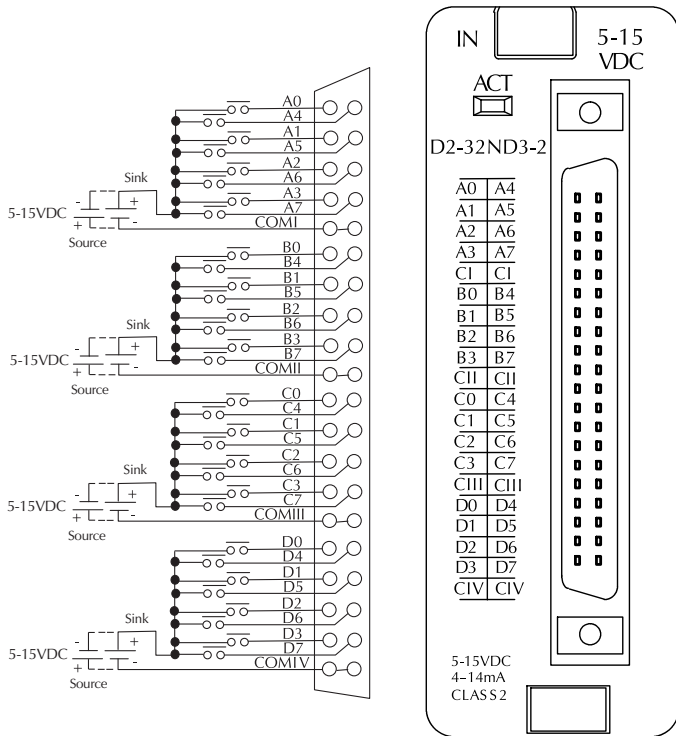 A0
A4
A1
A5
A2
A6
A3
A7
COMI
Sink
5-15VDC
- +
+ -
Source
B0
B4
B1
B5
B2
B6
B3
B7
COMII
Sink
5-15VDC
- +
+ -
Source
C0
C4
C1
C5
C2
C6
C3
C7
COMIII
Sink
5-15VDC
- +
+ -
Source
D0
D4
D1
D5
D2
D6
D3
D7
COMIV
Sink
5-15VDC
- +
+ -
Source
IN
5-15
VDC
ACT
D2-32ND3-2
A0 A4
A1 A5
A2 A6
A3 A7
CI CI
B0 B4
B1 B5
B2 B6
B3 B7
CII CII
C0 C4
C1 C5
C2 C6
C3 C7
CIII CIII
D0 D4
D1 D5
D2 D6
D3 D7
CIV CIV
5-15VDC
4-14mA
CLASS2